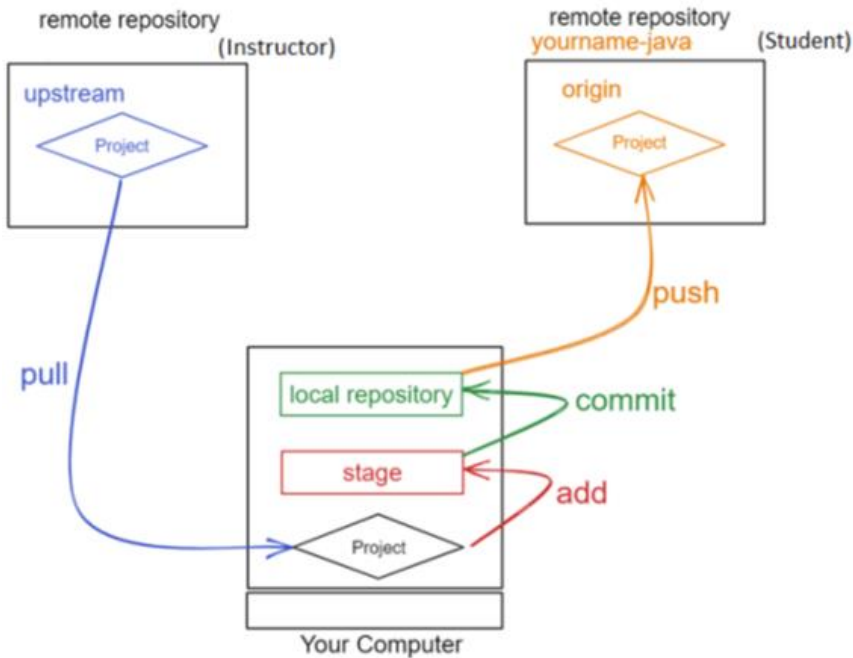 remote repository
(Instructor)
upstream
Project
remote repository
yourname-java
(Student)
origin
Project
push
pull
local repository
commit
stage
add
Project
Your Computer